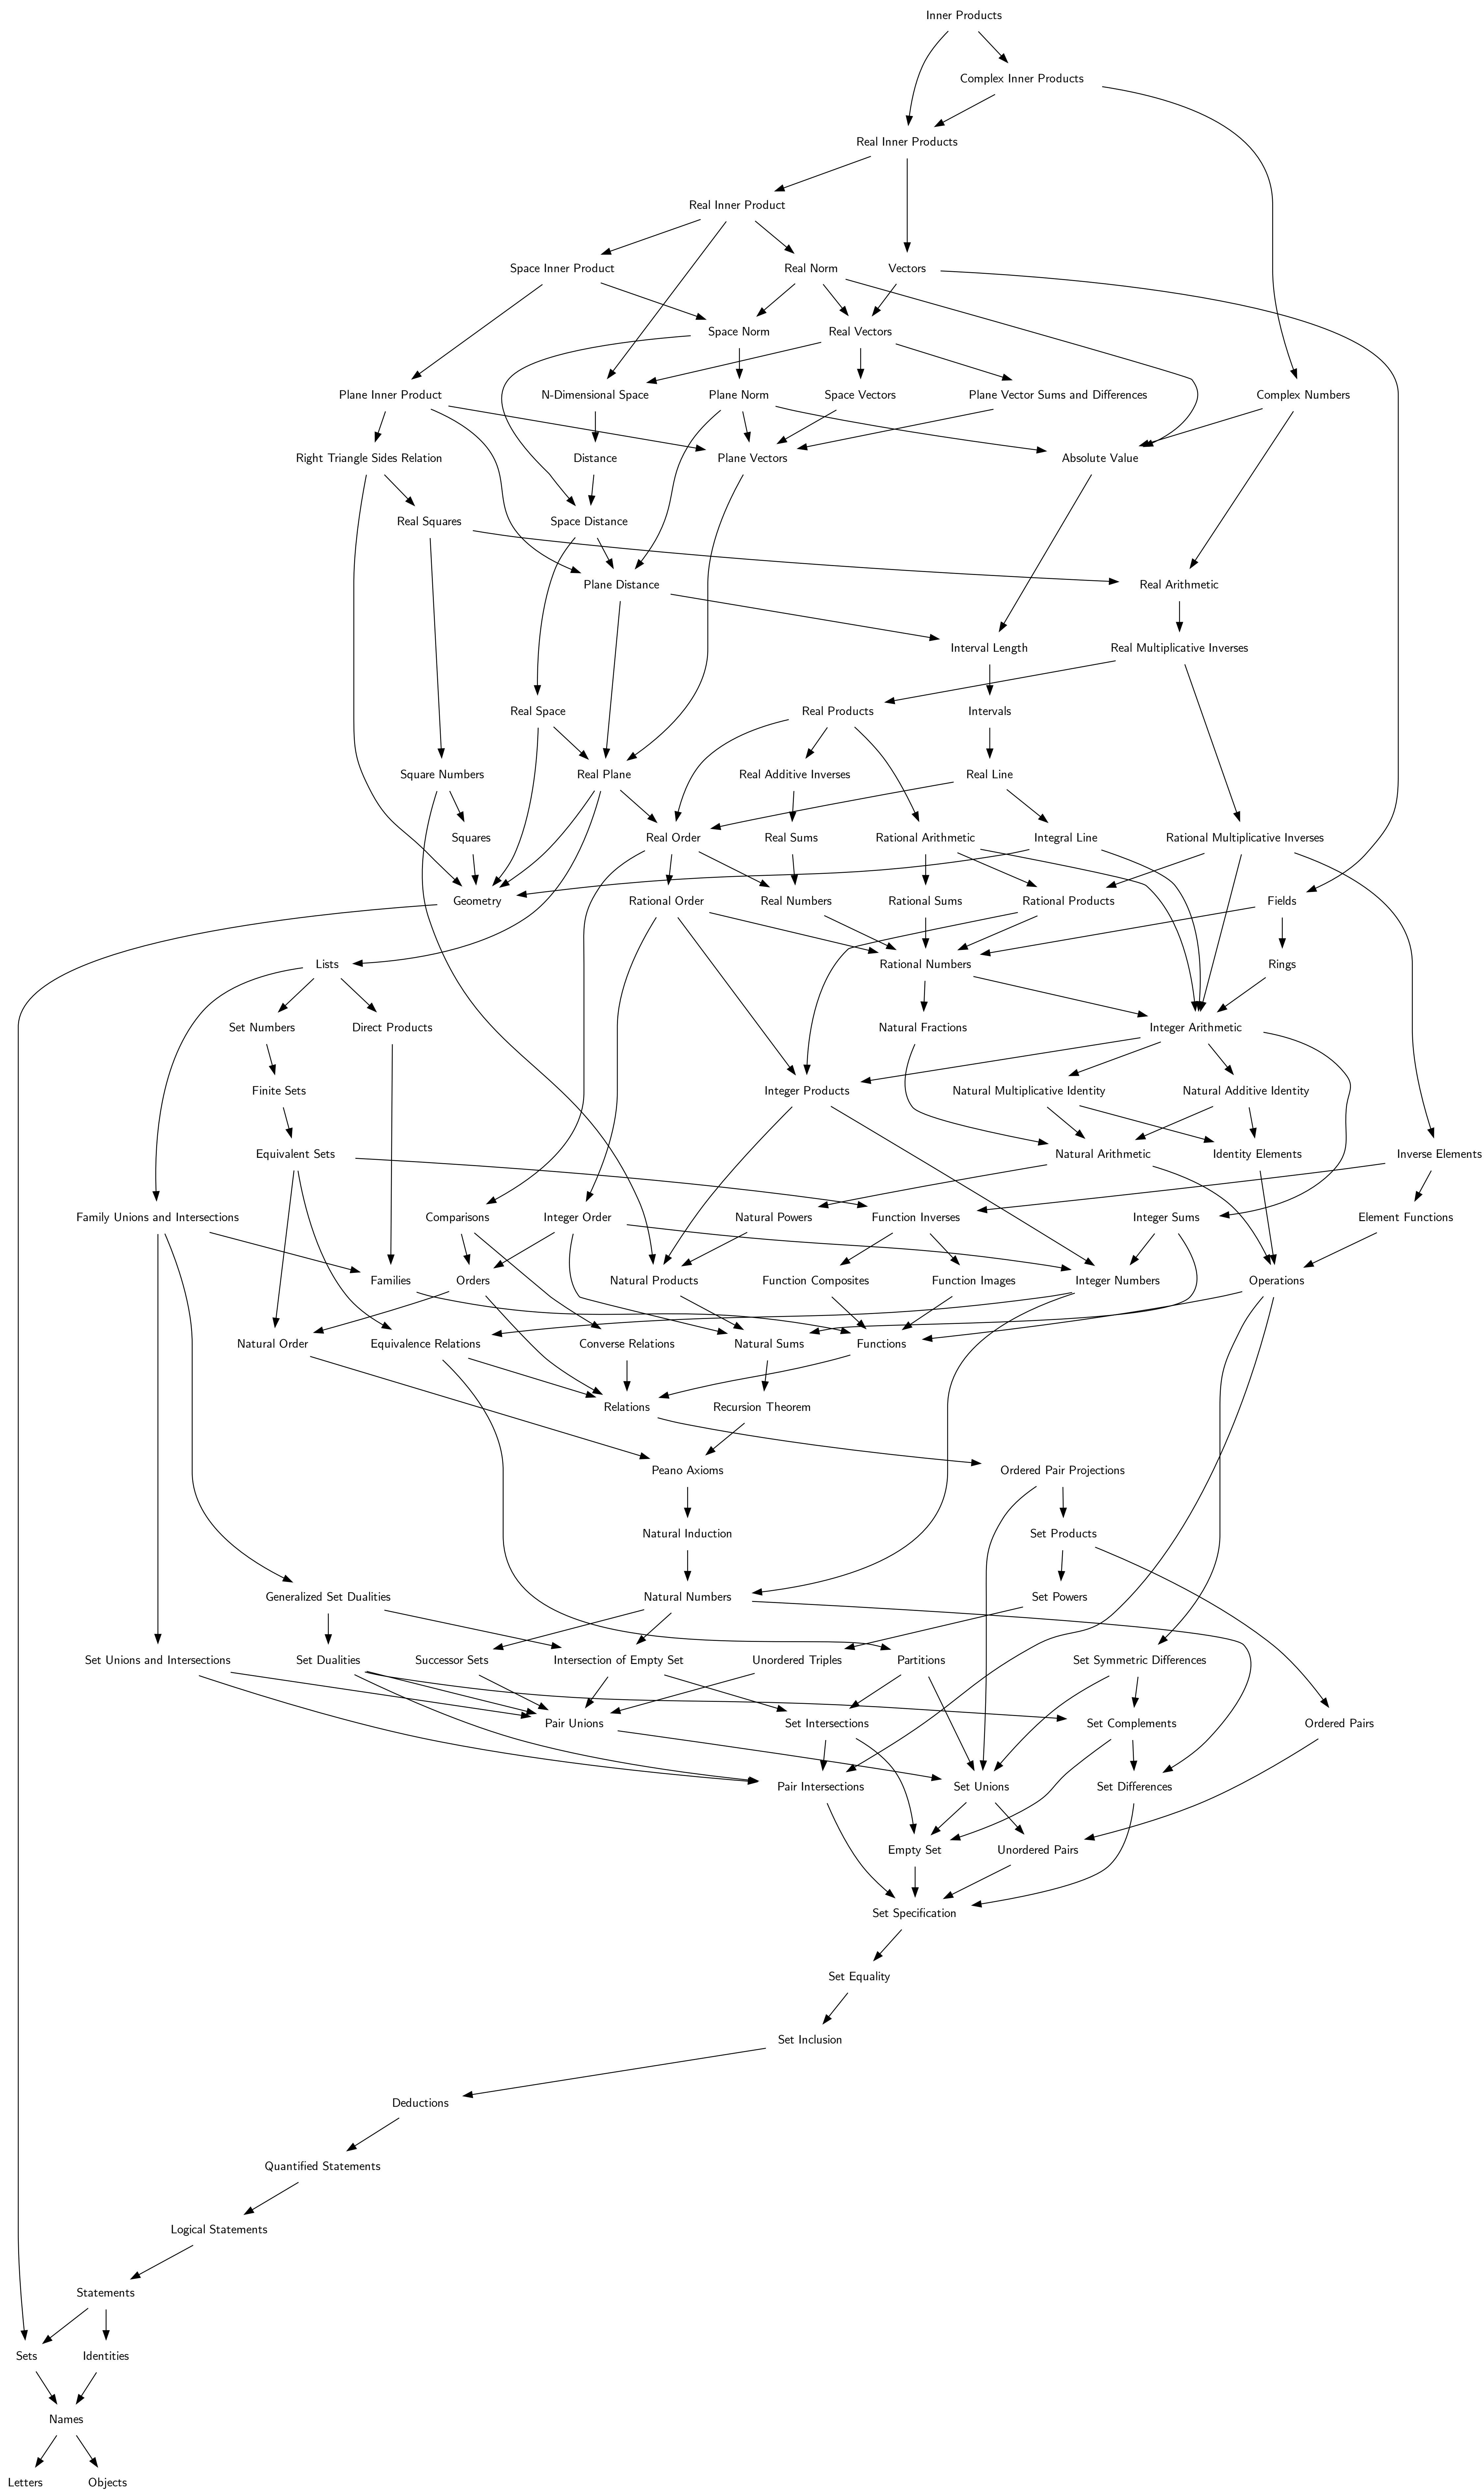 Inner Products
Complex Inner Products
Real Inner Products
Real Inner Product
Space Inner Product
Real Norm
Vectors
Space Norm
Real Vectors
Plane Inner Product
N-Dimensional Space
Plane Norm
Space Vectors
Plane Vector Sums and Differences
Complex Numbers
Right Triangle Sides Relation
Distance
Plane Vectors
Absolute Value
Real Squares
Space Distance
Plane Distance
Real Arithmetic
Interval Length
Real Multiplicative Inverses
Real Space
Real Products
Intervals
Square Numbers
Real Plane
Real Additive Inverses
Real Line
Squares
Real Order
Real Sums
Rational Arithmetic
Integral Line
Rational Multiplicative Inverses
Geometry
Rational Order
Real Numbers
Rational Sums
Rational Products
Fields
Lists
Rational Numbers
Rings
Set Numbers
Direct Products
Natural Fractions
Integer Arithmetic
Finite Sets
Integer Products
Natural Multiplicative Identity
Natural Additive Identity
Equivalent Sets
Natural Arithmetic
Identity Elements
Inverse Elements
Family Unions and Intersections
Comparisons
Integer Order
Natural Powers
Function Inverses
Integer Sums
Element Functions
Families
Orders
Natural Products
Function Composites
Function Images
Integer Numbers
Operations
Natural Order
Equivalence Relations
Converse Relations
Natural Sums
Functions
Relations
Recursion Theorem
Peano Axioms
Ordered Pair Projections
Natural Induction
Set Products
Generalized Set Dualities
Natural Numbers
Set Powers
Set Unions and Intersections
Set Dualities
Successor Sets
Intersection of Empty Set
Unordered Triples
Partitions
Set Symmetric Differences
Pair Unions
Set Intersections
Set Complements
Ordered Pairs
Pair Intersections
Set Unions
Set Differences
Empty Set
Unordered Pairs
Set Specification
Set Equality
Set Inclusion
Deductions
Quantified Statements
Logical Statements
Statements
Sets
Identities
Names
Letters
Objects